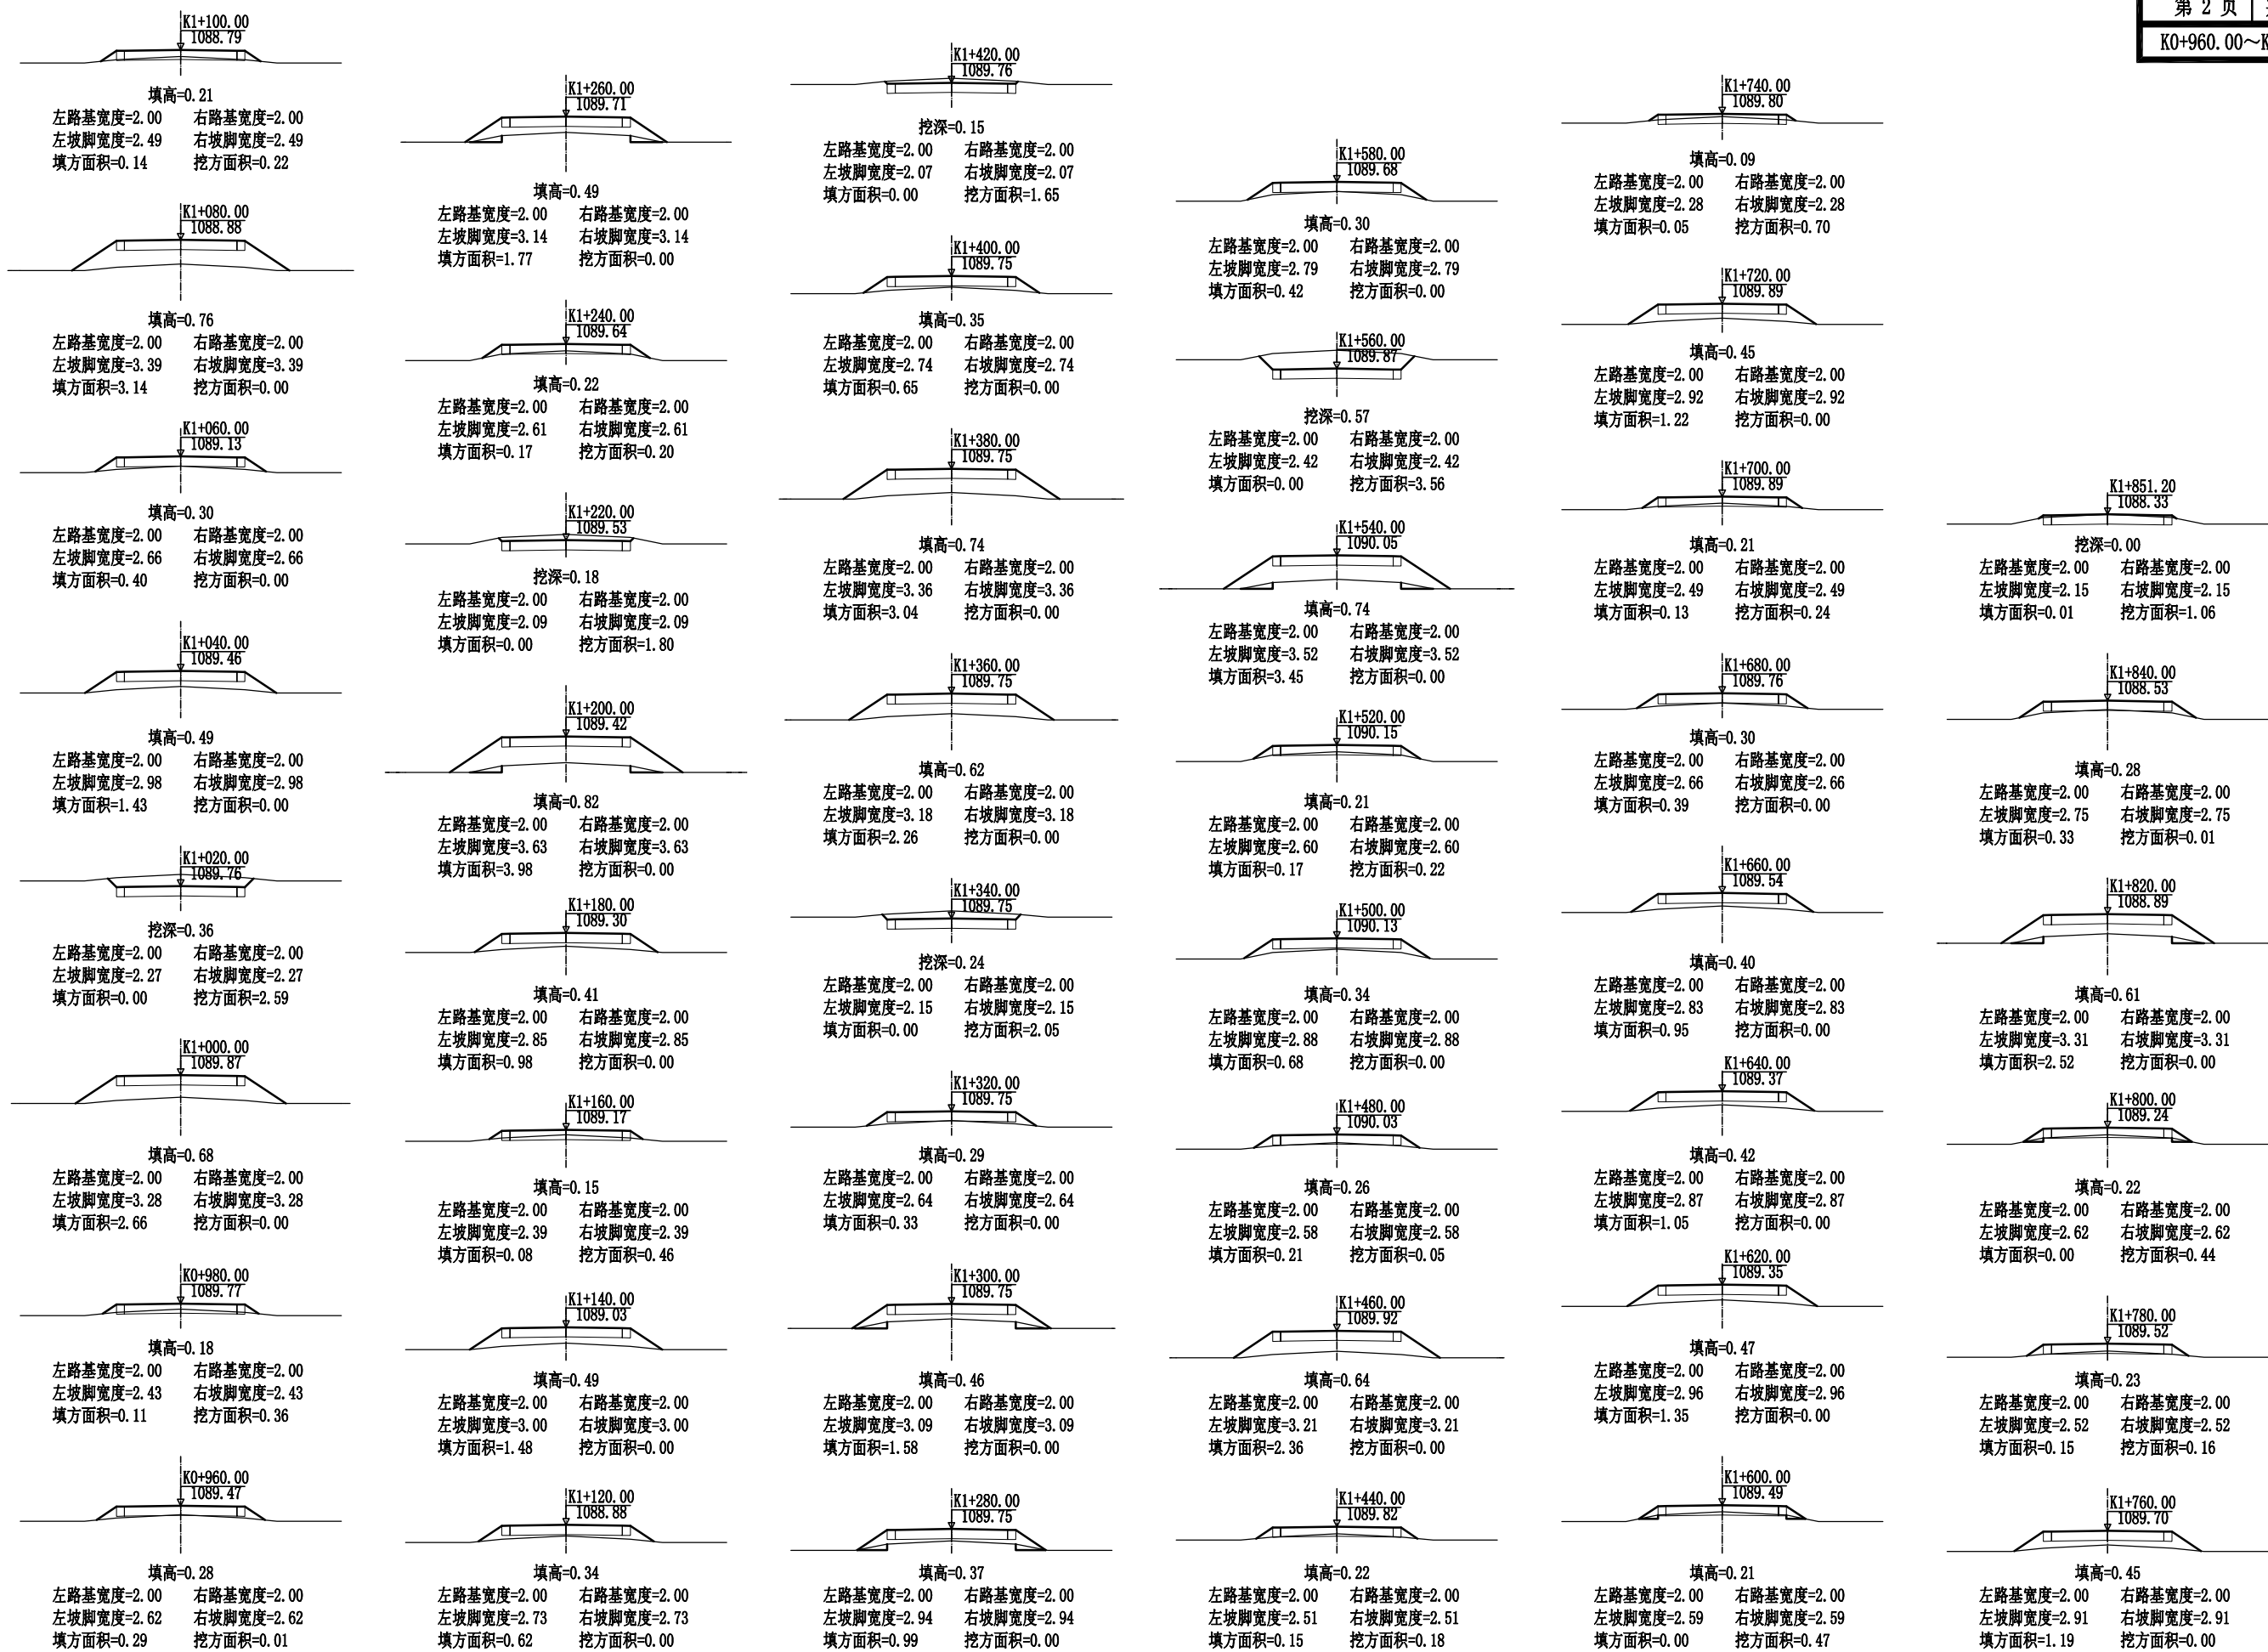 第 2 页
K0+960.00～K
K1+100.00
1088.79
填高=0.21
左路基宽度=2.00 右路基宽度=2.00
左坡脚宽度=2.49 右坡脚宽度=2.49
填方面积=0.14 挖方面积=0.22
K1+080.00
1088.88
填高=0.76
左路基宽度=2.00 右路基宽度=2.00
左坡脚宽度=3.39 右坡脚宽度=3.39
填方面积=3.14 挖方面积=0.00
K1+060.00
1089.13
填高=0.30
左路基宽度=2.00 右路基宽度=2.00
左坡脚宽度=2.66 右坡脚宽度=2.66
填方面积=0.40 挖方面积=0.00
K1+040.00
1089.46
填高=0.49
左路基宽度=2.00 右路基宽度=2.00
左坡脚宽度=2.98 右坡脚宽度=2.98
填方面积=1.43 挖方面积=0.00
K1+020.00
1089.76
挖深=0.36
左路基宽度=2.00 右路基宽度=2.00
左坡脚宽度=2.27 右坡脚宽度=2.27
填方面积=0.00 挖方面积=2.59
K1+000.00
1089.87
填高=0.68
左路基宽度=2.00 右路基宽度=2.00
左坡脚宽度=3.28 右坡脚宽度=3.28
填方面积=2.66 挖方面积=0.00
K0+980.00
1089.77
填高=0.18
左路基宽度=2.00 右路基宽度=2.00
左坡脚宽度=2.43 右坡脚宽度=2.43
填方面积=0.11 挖方面积=0.36
K0+960.00
1089.47
填高=0.28
左路基宽度=2.00 右路基宽度=2.00
左坡脚宽度=2.62 右坡脚宽度=2.62
填方面积=0.29 挖方面积=0.01
K1+260.00
1089.71
填高=0.49
左路基宽度=2.00 右路基宽度=2.00
左坡脚宽度=3.14 右坡脚宽度=3.14
填方面积=1.77 挖方面积=0.00
K1+240.00
1089.64
填高=0.22
左路基宽度=2.00 右路基宽度=2.00
左坡脚宽度=2.61 右坡脚宽度=2.61
填方面积=0.17 挖方面积=0.20
K1+220.00
1089.53
挖深=0.18
左路基宽度=2.00 右路基宽度=2.00
左坡脚宽度=2.09 右坡脚宽度=2.09
填方面积=0.00 挖方面积=1.80
K1+200.00
1089.42
填高=0.82
左路基宽度=2.00 右路基宽度=2.00
左坡脚宽度=3.63 右坡脚宽度=3.63
填方面积=3.98 挖方面积=0.00
K1+180.00
1089.30
填高=0.41
左路基宽度=2.00 右路基宽度=2.00
左坡脚宽度=2.85 右坡脚宽度=2.85
填方面积=0.98 挖方面积=0.00
K1+160.00
1089.17
填高=0.15
左路基宽度=2.00 右路基宽度=2.00
左坡脚宽度=2.39 右坡脚宽度=2.39
填方面积=0.08 挖方面积=0.46
K1+140.00
1089.03
填高=0.49
左路基宽度=2.00 右路基宽度=2.00
左坡脚宽度=3.00 右坡脚宽度=3.00
填方面积=1.48 挖方面积=0.00
K1+120.00
1088.88
填高=0.34
左路基宽度=2.00 右路基宽度=2.00
左坡脚宽度=2.73 右坡脚宽度=2.73
填方面积=0.62 挖方面积=0.00
K1+420.00
1089.76
挖深=0.15
左路基宽度=2.00 右路基宽度=2.00
左坡脚宽度=2.07 右坡脚宽度=2.07
填方面积=0.00 挖方面积=1.65
K1+400.00
1089.75
填高=0.35
左路基宽度=2.00 右路基宽度=2.00
左坡脚宽度=2.74 右坡脚宽度=2.74
填方面积=0.65 挖方面积=0.00
K1+380.00
1089.75
填高=0.74
左路基宽度=2.00 右路基宽度=2.00
左坡脚宽度=3.36 右坡脚宽度=3.36
填方面积=3.04 挖方面积=0.00
K1+360.00
1089.75
填高=0.62
左路基宽度=2.00 右路基宽度=2.00
左坡脚宽度=3.18 右坡脚宽度=3.18
填方面积=2.26 挖方面积=0.00
K1+340.00
1089.75
挖深=0.24
左路基宽度=2.00 右路基宽度=2.00
左坡脚宽度=2.15 右坡脚宽度=2.15
填方面积=0.00 挖方面积=2.05
K1+320.00
1089.75
填高=0.29
左路基宽度=2.00 右路基宽度=2.00
左坡脚宽度=2.64 右坡脚宽度=2.64
填方面积=0.33 挖方面积=0.00
K1+300.00
1089.75
填高=0.46
左路基宽度=2.00 右路基宽度=2.00
左坡脚宽度=3.09 右坡脚宽度=3.09
填方面积=1.58 挖方面积=0.00
K1+280.00
1089.75
填高=0.37
左路基宽度=2.00 右路基宽度=2.00
左坡脚宽度=2.94 右坡脚宽度=2.94
填方面积=0.99 挖方面积=0.00
K1+580.00
1089.68
填高=0.30
左路基宽度=2.00 右路基宽度=2.00
左坡脚宽度=2.79 右坡脚宽度=2.79
填方面积=0.42 挖方面积=0.00
K1+560.00
1089.87
挖深=0.57
左路基宽度=2.00 右路基宽度=2.00
左坡脚宽度=2.42 右坡脚宽度=2.42
填方面积=0.00 挖方面积=3.56
K1+540.00
1090.05
填高=0.74
左路基宽度=2.00 右路基宽度=2.00
左坡脚宽度=3.52 右坡脚宽度=3.52
填方面积=3.45 挖方面积=0.00
K1+520.00
1090.15
填高=0.21
左路基宽度=2.00 右路基宽度=2.00
左坡脚宽度=2.60 右坡脚宽度=2.60
填方面积=0.17 挖方面积=0.22
K1+500.00
1090.13
填高=0.34
左路基宽度=2.00 右路基宽度=2.00
左坡脚宽度=2.88 右坡脚宽度=2.88
填方面积=0.68 挖方面积=0.00
K1+480.00
1090.03
填高=0.26
左路基宽度=2.00 右路基宽度=2.00
左坡脚宽度=2.58 右坡脚宽度=2.58
填方面积=0.21 挖方面积=0.05
K1+460.00
1089.92
填高=0.64
左路基宽度=2.00 右路基宽度=2.00
左坡脚宽度=3.21 右坡脚宽度=3.21
填方面积=2.36 挖方面积=0.00
K1+440.00
1089.82
填高=0.22
左路基宽度=2.00 右路基宽度=2.00
左坡脚宽度=2.51 右坡脚宽度=2.51
填方面积=0.15 挖方面积=0.18
K1+740.00
1089.80
填高=0.09
左路基宽度=2.00 右路基宽度=2.00
左坡脚宽度=2.28 右坡脚宽度=2.28
填方面积=0.05 挖方面积=0.70
K1+720.00
1089.89
填高=0.45
左路基宽度=2.00 右路基宽度=2.00
左坡脚宽度=2.92 右坡脚宽度=2.92
填方面积=1.22 挖方面积=0.00
K1+700.00
1089.89
填高=0.21
左路基宽度=2.00 右路基宽度=2.00
左坡脚宽度=2.49 右坡脚宽度=2.49
填方面积=0.13 挖方面积=0.24
K1+680.00
1089.76
填高=0.30
左路基宽度=2.00 右路基宽度=2.00
左坡脚宽度=2.66 右坡脚宽度=2.66
填方面积=0.39 挖方面积=0.00
K1+660.00
1089.54
填高=0.40
左路基宽度=2.00 右路基宽度=2.00
左坡脚宽度=2.83 右坡脚宽度=2.83
填方面积=0.95 挖方面积=0.00
K1+640.00
1089.37
填高=0.42
左路基宽度=2.00 右路基宽度=2.00
左坡脚宽度=2.87 右坡脚宽度=2.87
填方面积=1.05 挖方面积=0.00
K1+620.00
1089.35
填高=0.47
左路基宽度=2.00 右路基宽度=2.00
左坡脚宽度=2.96 右坡脚宽度=2.96
填方面积=1.35 挖方面积=0.00
K1+600.00
1089.49
填高=0.21
左路基宽度=2.00 右路基宽度=2.00
左坡脚宽度=2.59 右坡脚宽度=2.59
填方面积=0.00 挖方面积=0.47
K1+851.20
1088.33
挖深=0.00
左路基宽度=2.00 右路基宽度=2.00
左坡脚宽度=2.15 右坡脚宽度=2.15
填方面积=0.01 挖方面积=1.06
K1+840.00
1088.53
填高=0.28
左路基宽度=2.00 右路基宽度=2.00
左坡脚宽度=2.75 右坡脚宽度=2.75
填方面积=0.33 挖方面积=0.01
K1+820.00
1088.89
填高=0.61
左路基宽度=2.00 右路基宽度=2.00
左坡脚宽度=3.31 右坡脚宽度=3.31
填方面积=2.52 挖方面积=0.00
K1+800.00
1089.24
填高=0.22
左路基宽度=2.00 右路基宽度=2.00
左坡脚宽度=2.62 右坡脚宽度=2.62
填方面积=0.00 挖方面积=0.44
K1+780.00
1089.52
填高=0.23
左路基宽度=2.00 右路基宽度=2.00
左坡脚宽度=2.52 右坡脚宽度=2.52
填方面积=0.15 挖方面积=0.16
K1+760.00
1089.70
填高=0.45
左路基宽度=2.00 右路基宽度=2.00
左坡脚宽度=2.91 右坡脚宽度=2.91
填方面积=1.19 挖方面积=0.00